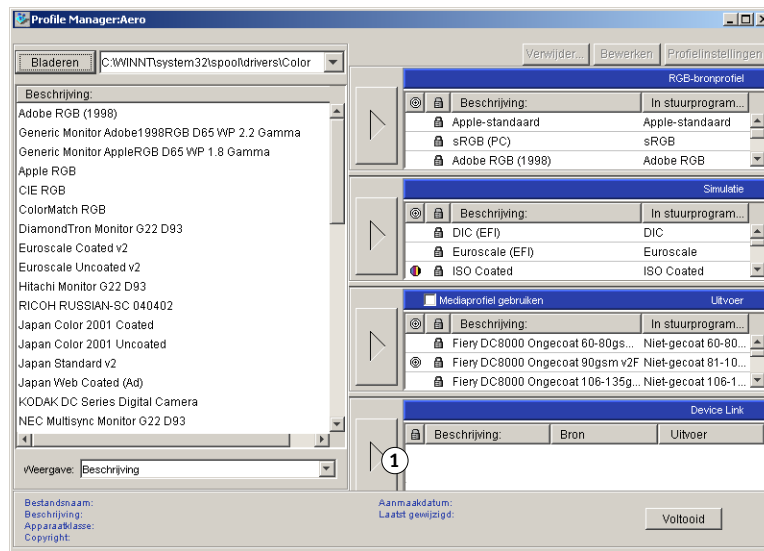 Profile Manager:Aero
Bladeren
C:\WINNT\system32\spool\drivers\Color
Beschrijving:
Adobe RGB (1998)
Generic Monitor Adobe1998RGB D65 WP 2.2 Gamma
Generic Monitor AppleRGB D65 WP 1.8 Gamma
Apple RGB
CIE RGB
ColorMatch RGB
DiamondTron Monitor G22 D93
Euroscale Coated v2
Euroscale Uncoated v2
Hitachi Monitor G22 D93
RICOH RUSSIAN-SC 040402
Japan Color 2001 Coated
Japan Color 2001 Uncoated
Japan Standard v2
Japan Web Coated (Ad)
KODAK DC Series Digital Camera
NEC Multisync Monitor G22 D93
Weergave: Beschrijving
Verwijder... Bewerken Profielinstellingen
RGB-bronprofiel
Beschrijving: In stuurprogram...
Apple-standaard Apple-standaard
sRGB (PC) sRGB
Adobe RGB (1998) Adobe RGB
Simulatie
Beschrijving: In stuurprogram...
DIC (EFI) DIC
Euroscale (EFI) Euroscale
ISO Coated ISO Coated
Mediaprofiel gebruiken Uitvoer
Beschrijving: In stuurprogram...
Fiery DC8000 Ongecoat 60-80gs... Niet-gecoat 60-80...
Fiery DC8000 Ongecoat 90gsm v2F Niet-gecoat 81-10...
Fiery DC8000 Ongecoat 106-135g... Niet-gecoat 106-1...
Device Link
Beschrijving: Bron Uitvoer
1
Bestandsnaam:
Beschrijving:
Apparaatklasse:
Copyright:
Aanmaakdatum:
Laatst gewijzigd:
Voltooid